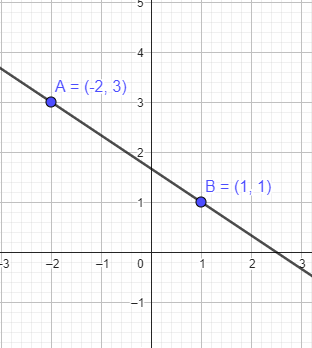 5
4
A = (-2, 3)
3
2
B = (1, 1)
1
-3 -2 -1 0 1 2 3
-1